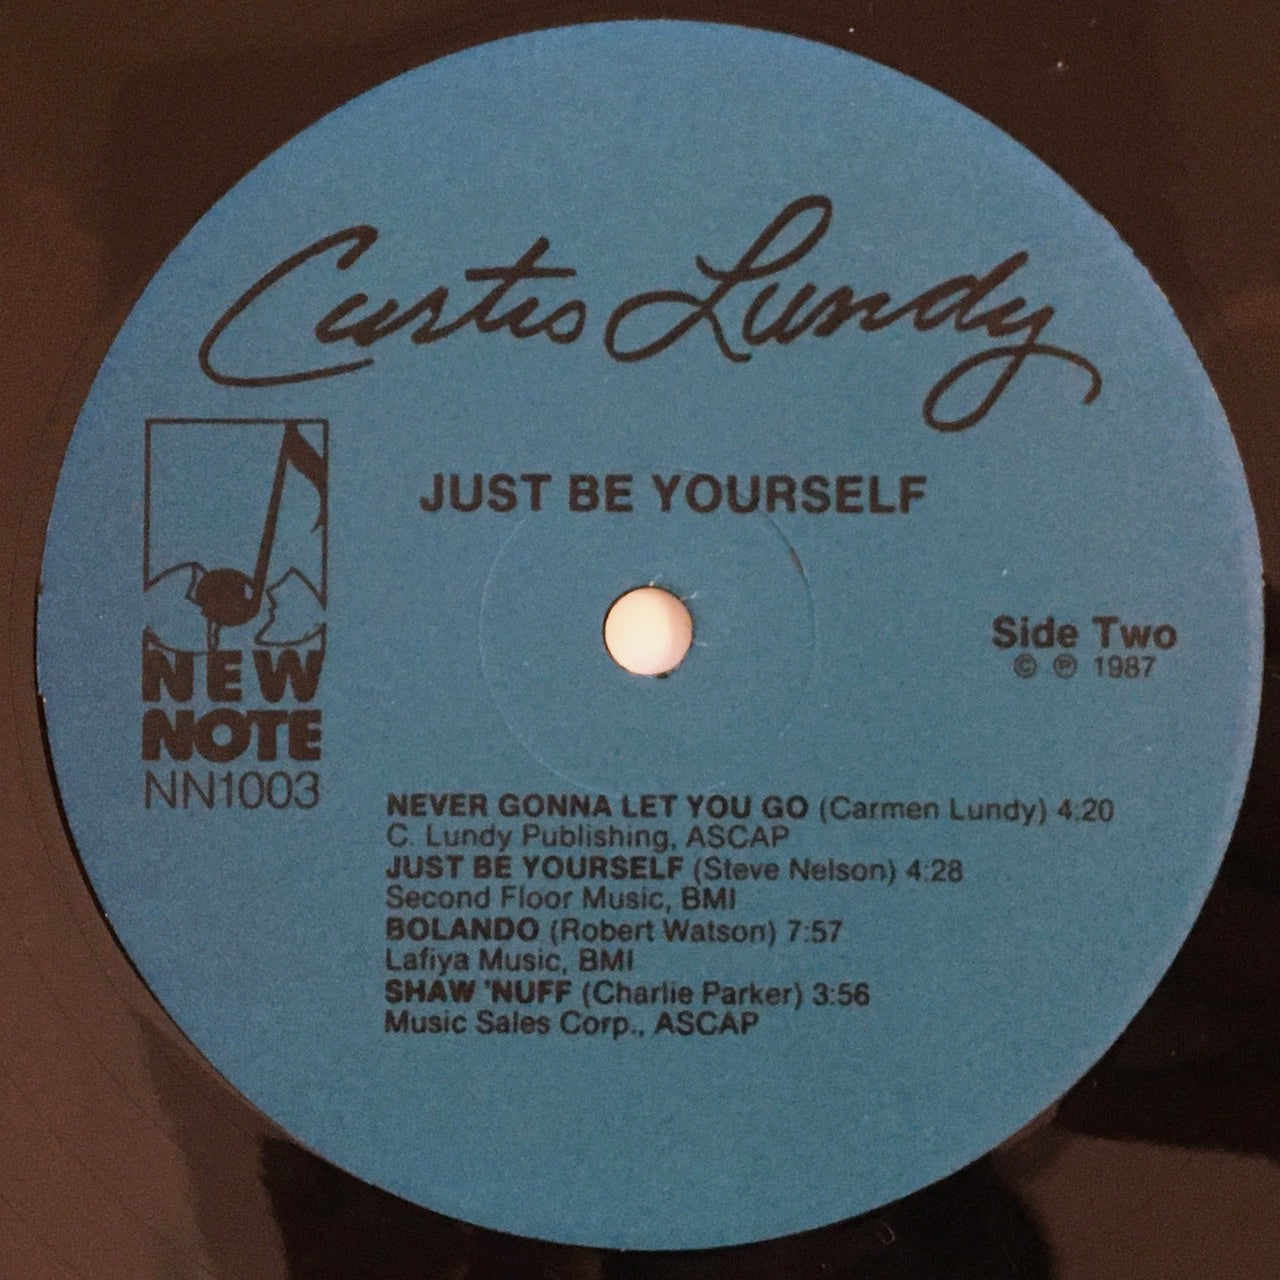 Curtis Lundy
JUST BE YOURSELF
Side Two
© ℗ 1987
NEW
NOTE
NN1003
NEVER GONNA LET YOU GO (Carmen Lundy) 4:20
C. Lundy Publishing, ASCAP
JUST BE YOURSELF (Steve Nelson) 4:28
Second Floor Music, BMI
BOLANDO (Robert Watson) 7:57
Lafiya Music, BMI
SHAW 'NUFF (Charlie Parker) 3:56
Music Sales Corp., ASCAP